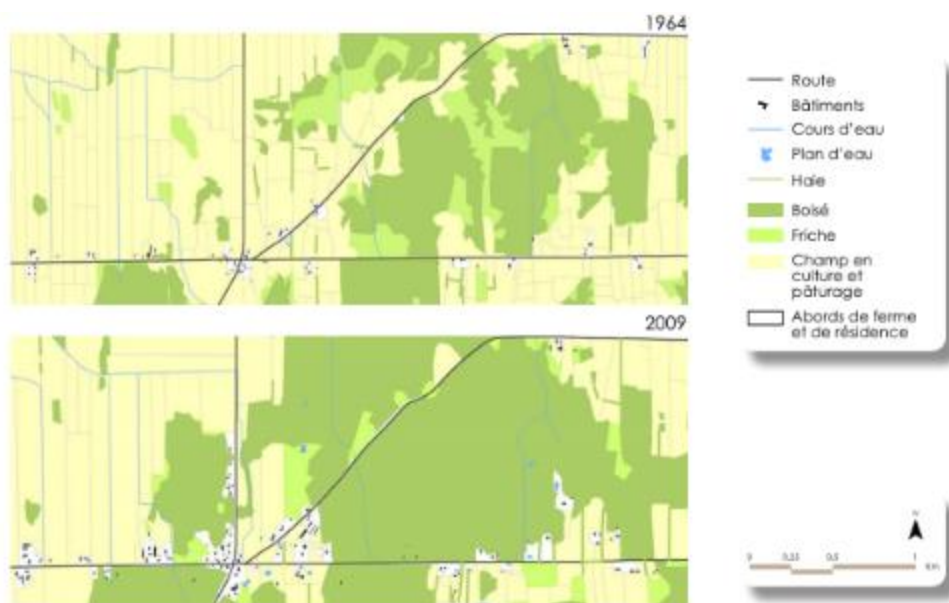 1964
Route
Bâtiments
Cours d'eau
Plan d'eau
Haie
Boisé
Friche
Champ en
culture et
pâturage
Abords de ferme
et de résidence
2009
N
0 0,25 0,5 1
Km